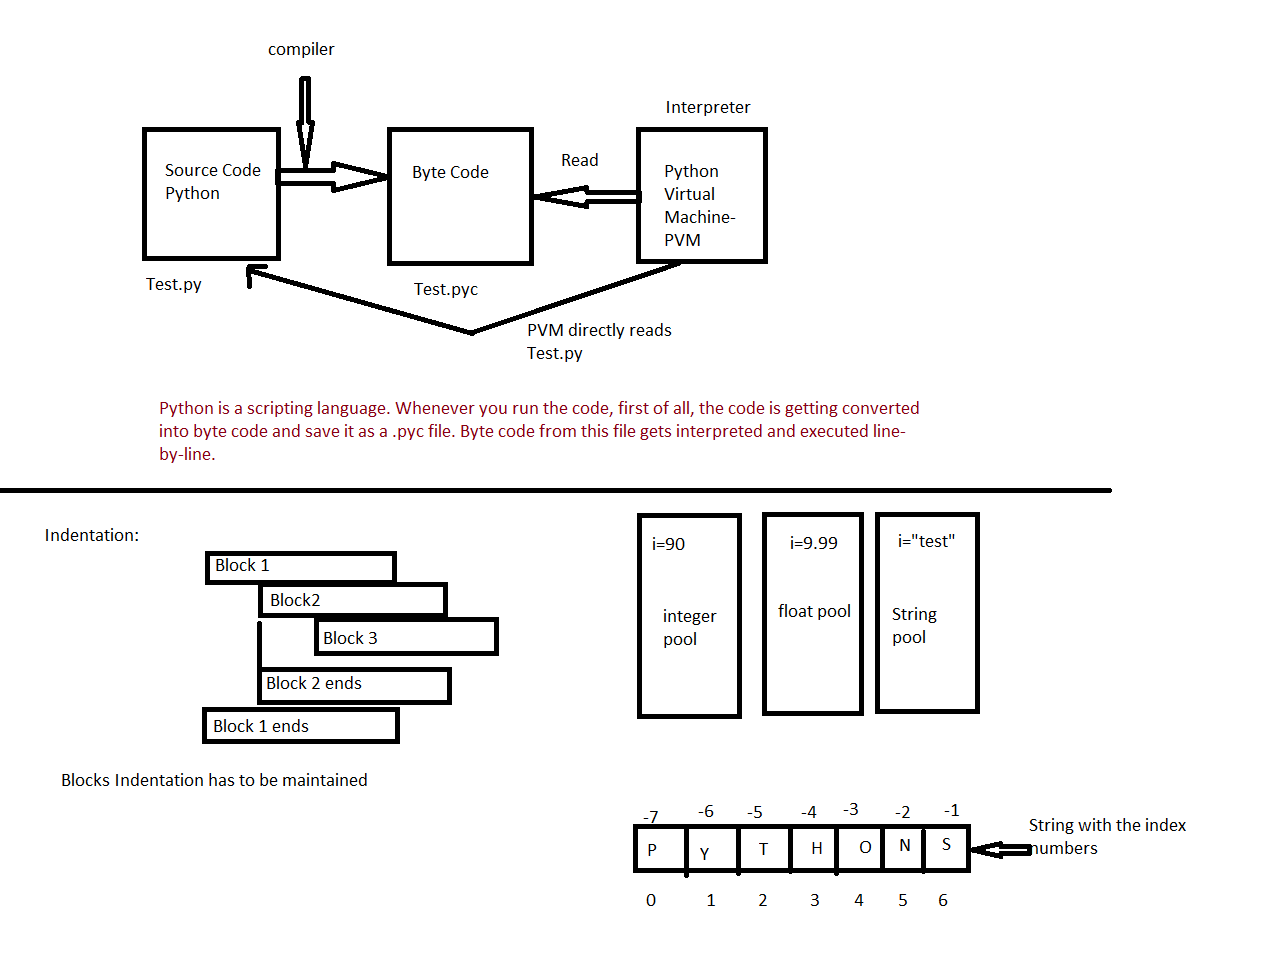 compiler
Interpreter
Source Code
Python
Byte Code
Read
Python
Virtual
Machine-
PVM
Test.py
Test.pyc
PVM directly reads
Test.py
Python is a scripting language. Whenever you run the code, first of all, the code is getting converted
into byte code and save it as a .pyc file. Byte code from this file gets interpreted and executed line-
by-line.
Indentation:
Block 1
Block2
Block 3
Block 2 ends
Block 1 ends
Blocks Indentation has to be maintained
i=90
integer
pool
i=9.99
float pool
i="test"
String
pool
-7 -6 -5 -4 -3 -2 -1
P Y T H O N S
0 1 2 3 4 5 6
String with the index
numbers